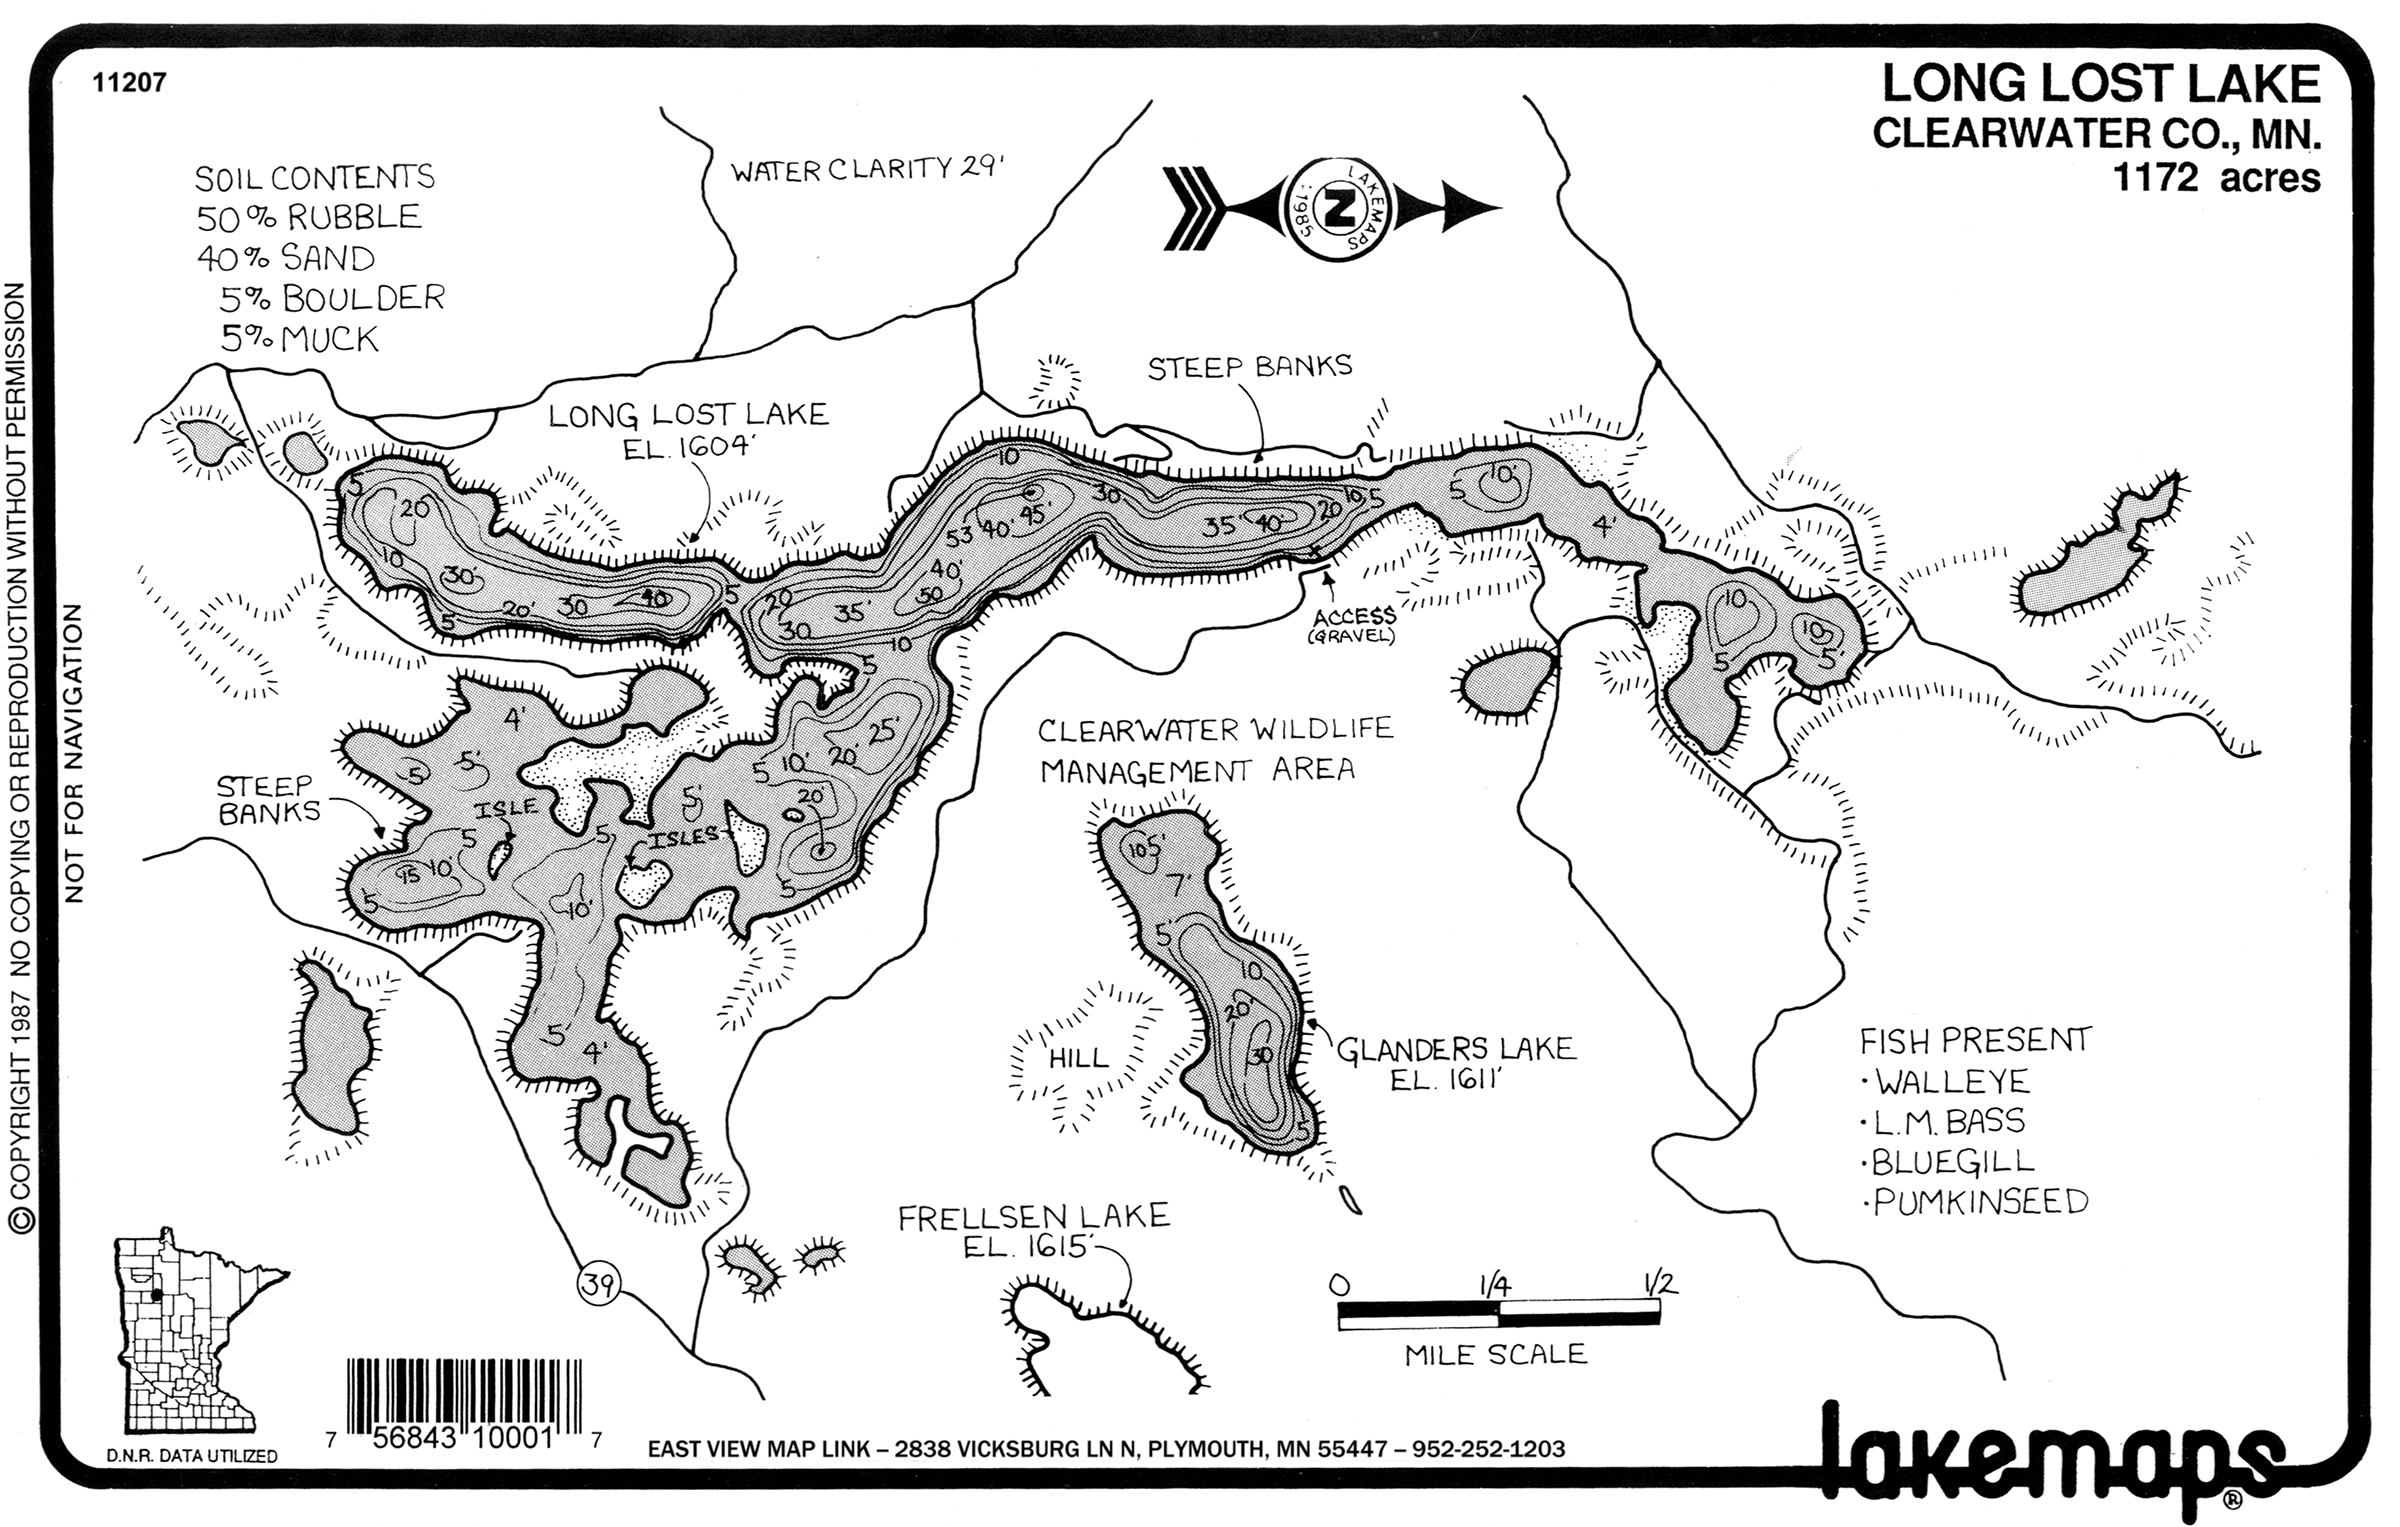 11207
LONG LOST LAKE
CLEARWATER CO., MN.
1172 acres
SOIL CONTENTS
50% RUBBLE
40% SAND
5% BOULDER
5% MUCK
WATER CLARITY 29'
LAKEMAPS
N
1985
STEEP BANKS
LONG LOST LAKE
EL. 1604'
10'
5
20
10
30'
5
20'
30
40
5
20
30
35'
10
5
50
40'
53
40'
45'
30
35'
40'
20
10
5
5
10'
4'
10
5
10
5'
ACCESS
(GRAVEL)
CLEARWATER WILDLIFE
MANAGEMENT AREA
4'
5
5'
STEEP
BANKS
ISLE
5'
ISLES
5
10'
20'
25'
20'
5
15
10'
5
5
10'
5
5
4'
105'
7'
5'
10
20'
30
5
HILL
GLANDERS LAKE
EL. 1611'
FRELLSEN LAKE
EL. 1615'
FISH PRESENT
·WALLEYE
·L.M. BASS
·BLUEGILL
·PUMKINSEED
39
0 1/4 1/2
MILE SCALE
D.N.R. DATA UTILIZED
7 56843 10001 7
EAST VIEW MAP LINK – 2838 VICKSBURG LN N, PLYMOUTH, MN 55447 – 952-252-1203
lakemaps®
© COPYRIGHT 1987 NO COPYING OR REPRODUCTION WITHOUT PERMISSION
NOT FOR NAVIGATION